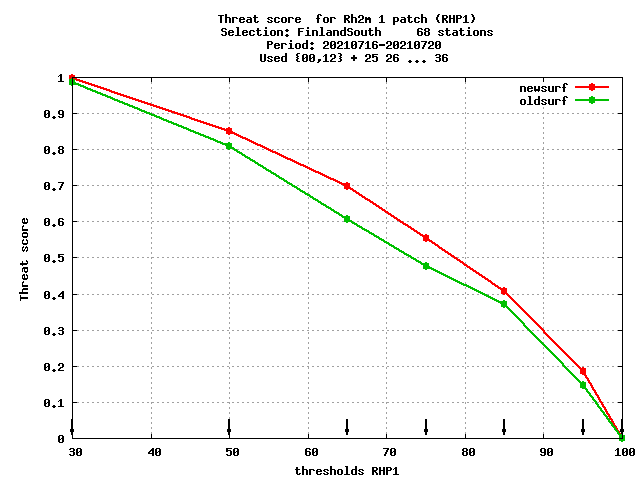 Threat score  for Rh2m 1 patch (RHP1)
Selection: FinlandSouth     68 stations
Period: 20210716-20210720
Used {00,12} + 25 26 ... 36
newsurf
oldsurf
1
0.9
0.8
0.7
0.6
0.5
0.4
0.3
0.2
0.1
0
Threat score
30 40 50 60 70 80 90 100
thresholds RHP1